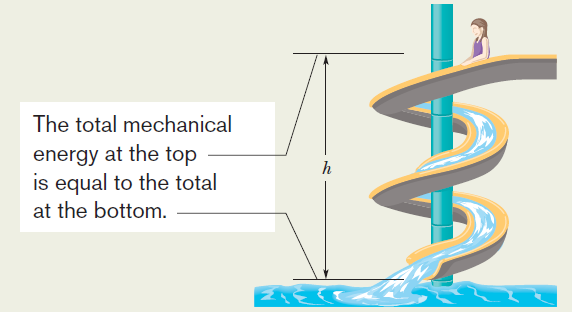 The total mechanical
energy at the top
is equal to the total
at the bottom.
h